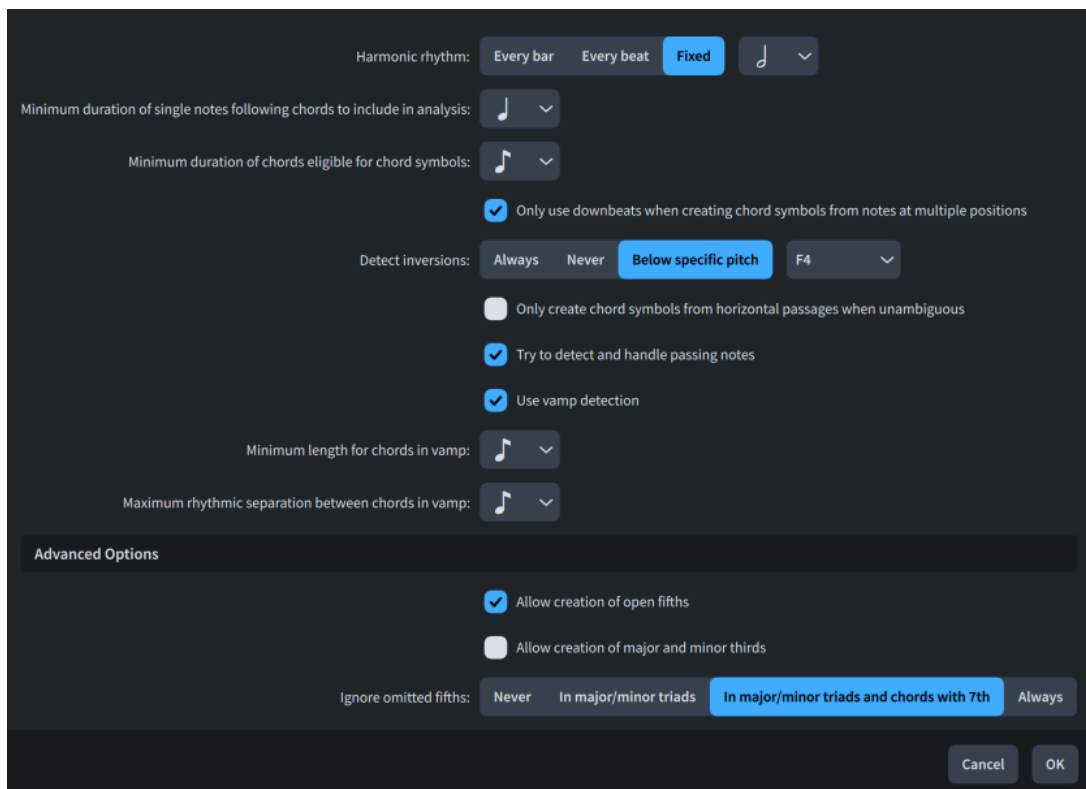 Harmonic rhythm: Every bar Every beat Fixed
Minimum duration of single notes following chords to include in analysis:
Minimum duration of chords eligible for chord symbols:
Only use downbeats when creating chord symbols from notes at multiple positions
Detect inversions: Always Never Below specific pitch F4
Only create chord symbols from horizontal passages when unambiguous
Try to detect and handle passing notes
Use vamp detection
Minimum length for chords in vamp:
Maximum rhythmic separation between chords in vamp:
Advanced Options
Allow creation of open fifths
Allow creation of major and minor thirds
Ignore omitted fifths: Never In major/minor triads In major/minor triads and chords with 7th Always
Cancel OK